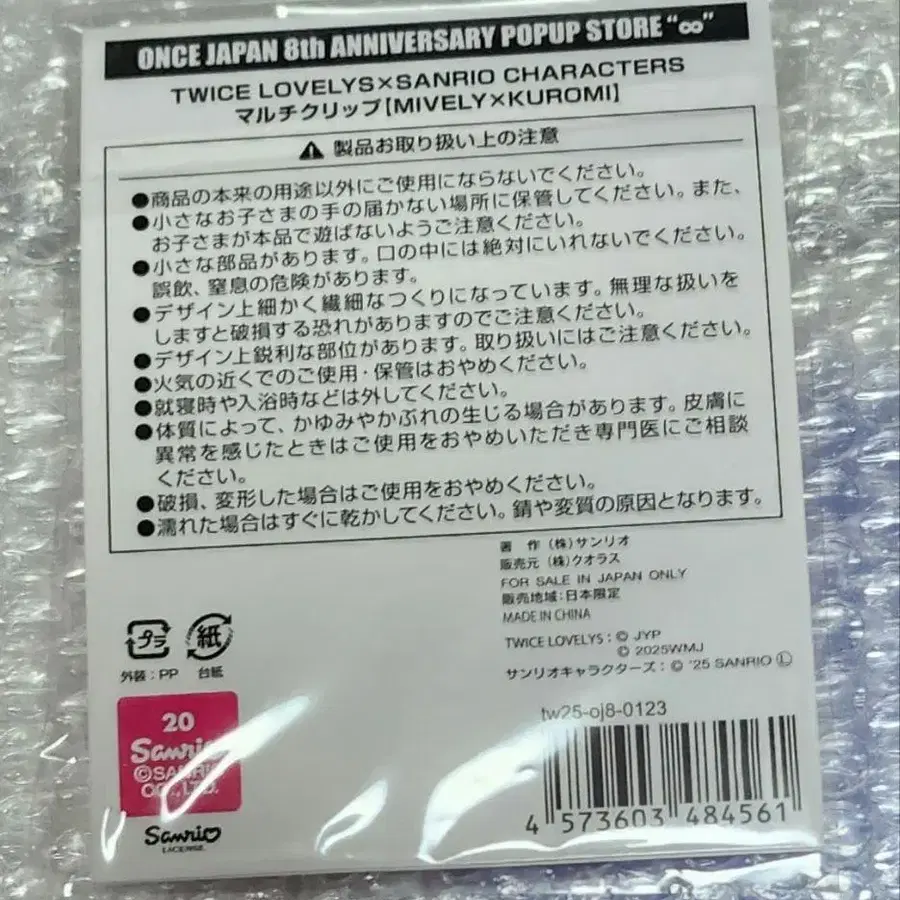 ONCE JAPAN 8th ANNIVERSARY POPUP STORE "∞"
TWICE LOVELYS×SANRIO CHARACTERS
マルチクリップ【MIVELY×KUROMI】
製品お取り扱い上の注意
●商品の本来の用途以外にご使用にならないでください。
●小さなお子さまの手の届かない場所に保管してください。また、
お子さまが本品で遊ばないようご注意ください。
●小さな部品があります。口の中には絶対にいれないでください。
誤飲、窒息の危険があります。
●デザイン上細かく繊細なつくりになっています。無理な扱いを
しますと破損する恐れがありますのでご注意ください。
●デザイン上鋭利な部位があります。取り扱いにはご注意ください。
●火気の近くでのご使用・保管はおやめください。
●就寝時や入浴時などは外してください。
●体質によって、かゆみやかぶれの生じる場合があります。皮膚に
異常を感じたときはご使用をおやめいただき専門医にご相談
ください。
●破損、変形した場合はご使用をおやめください。
●濡れた場合はすぐに乾かしてください。錆や変質の原因となります。
著 作 (株)サンリオ
販売元 (株)クオラス
FOR SALE IN JAPAN ONLY
販売地域:日本限定
MADE IN CHINA
TWICE LOVELYS:© JYP
© 2025WMJ
サンリオキャラクターズ:© '25 SANRIO Ⓛ
プラ
紙
外装:PP
台紙
20
Sanrio
©SANRIO
CO., LTD.
Sanrio
LICENSE
tw25-oj8-0123
4 573603 484561